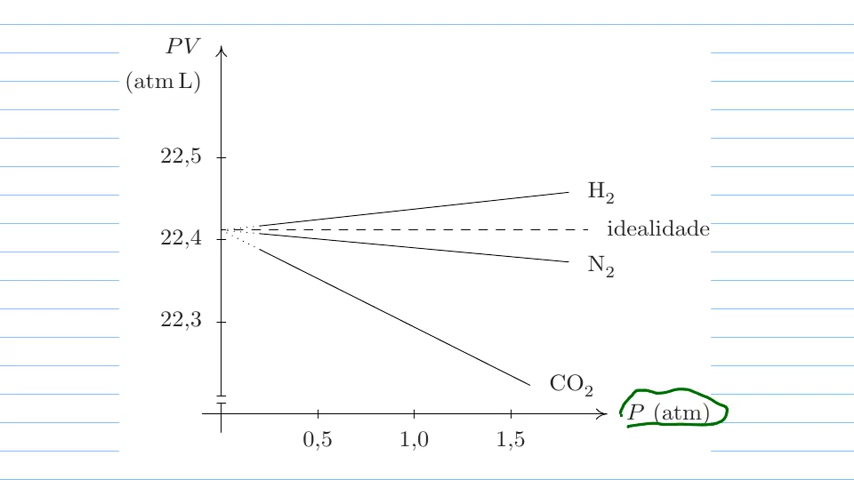 PV
(atm L)
22,5
H2
idealidade
22,4
N2
22,3
CO2
P (atm)
0,5 1,0 1,5